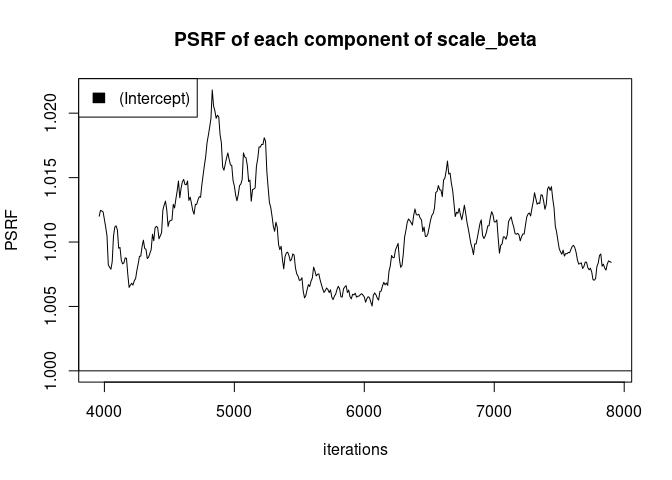 PSRF of each component of scale_beta
(Intercept)
PSRF
1.020
1.015
1.010
1.005
1.000
4000 5000 6000 7000 8000
iterations